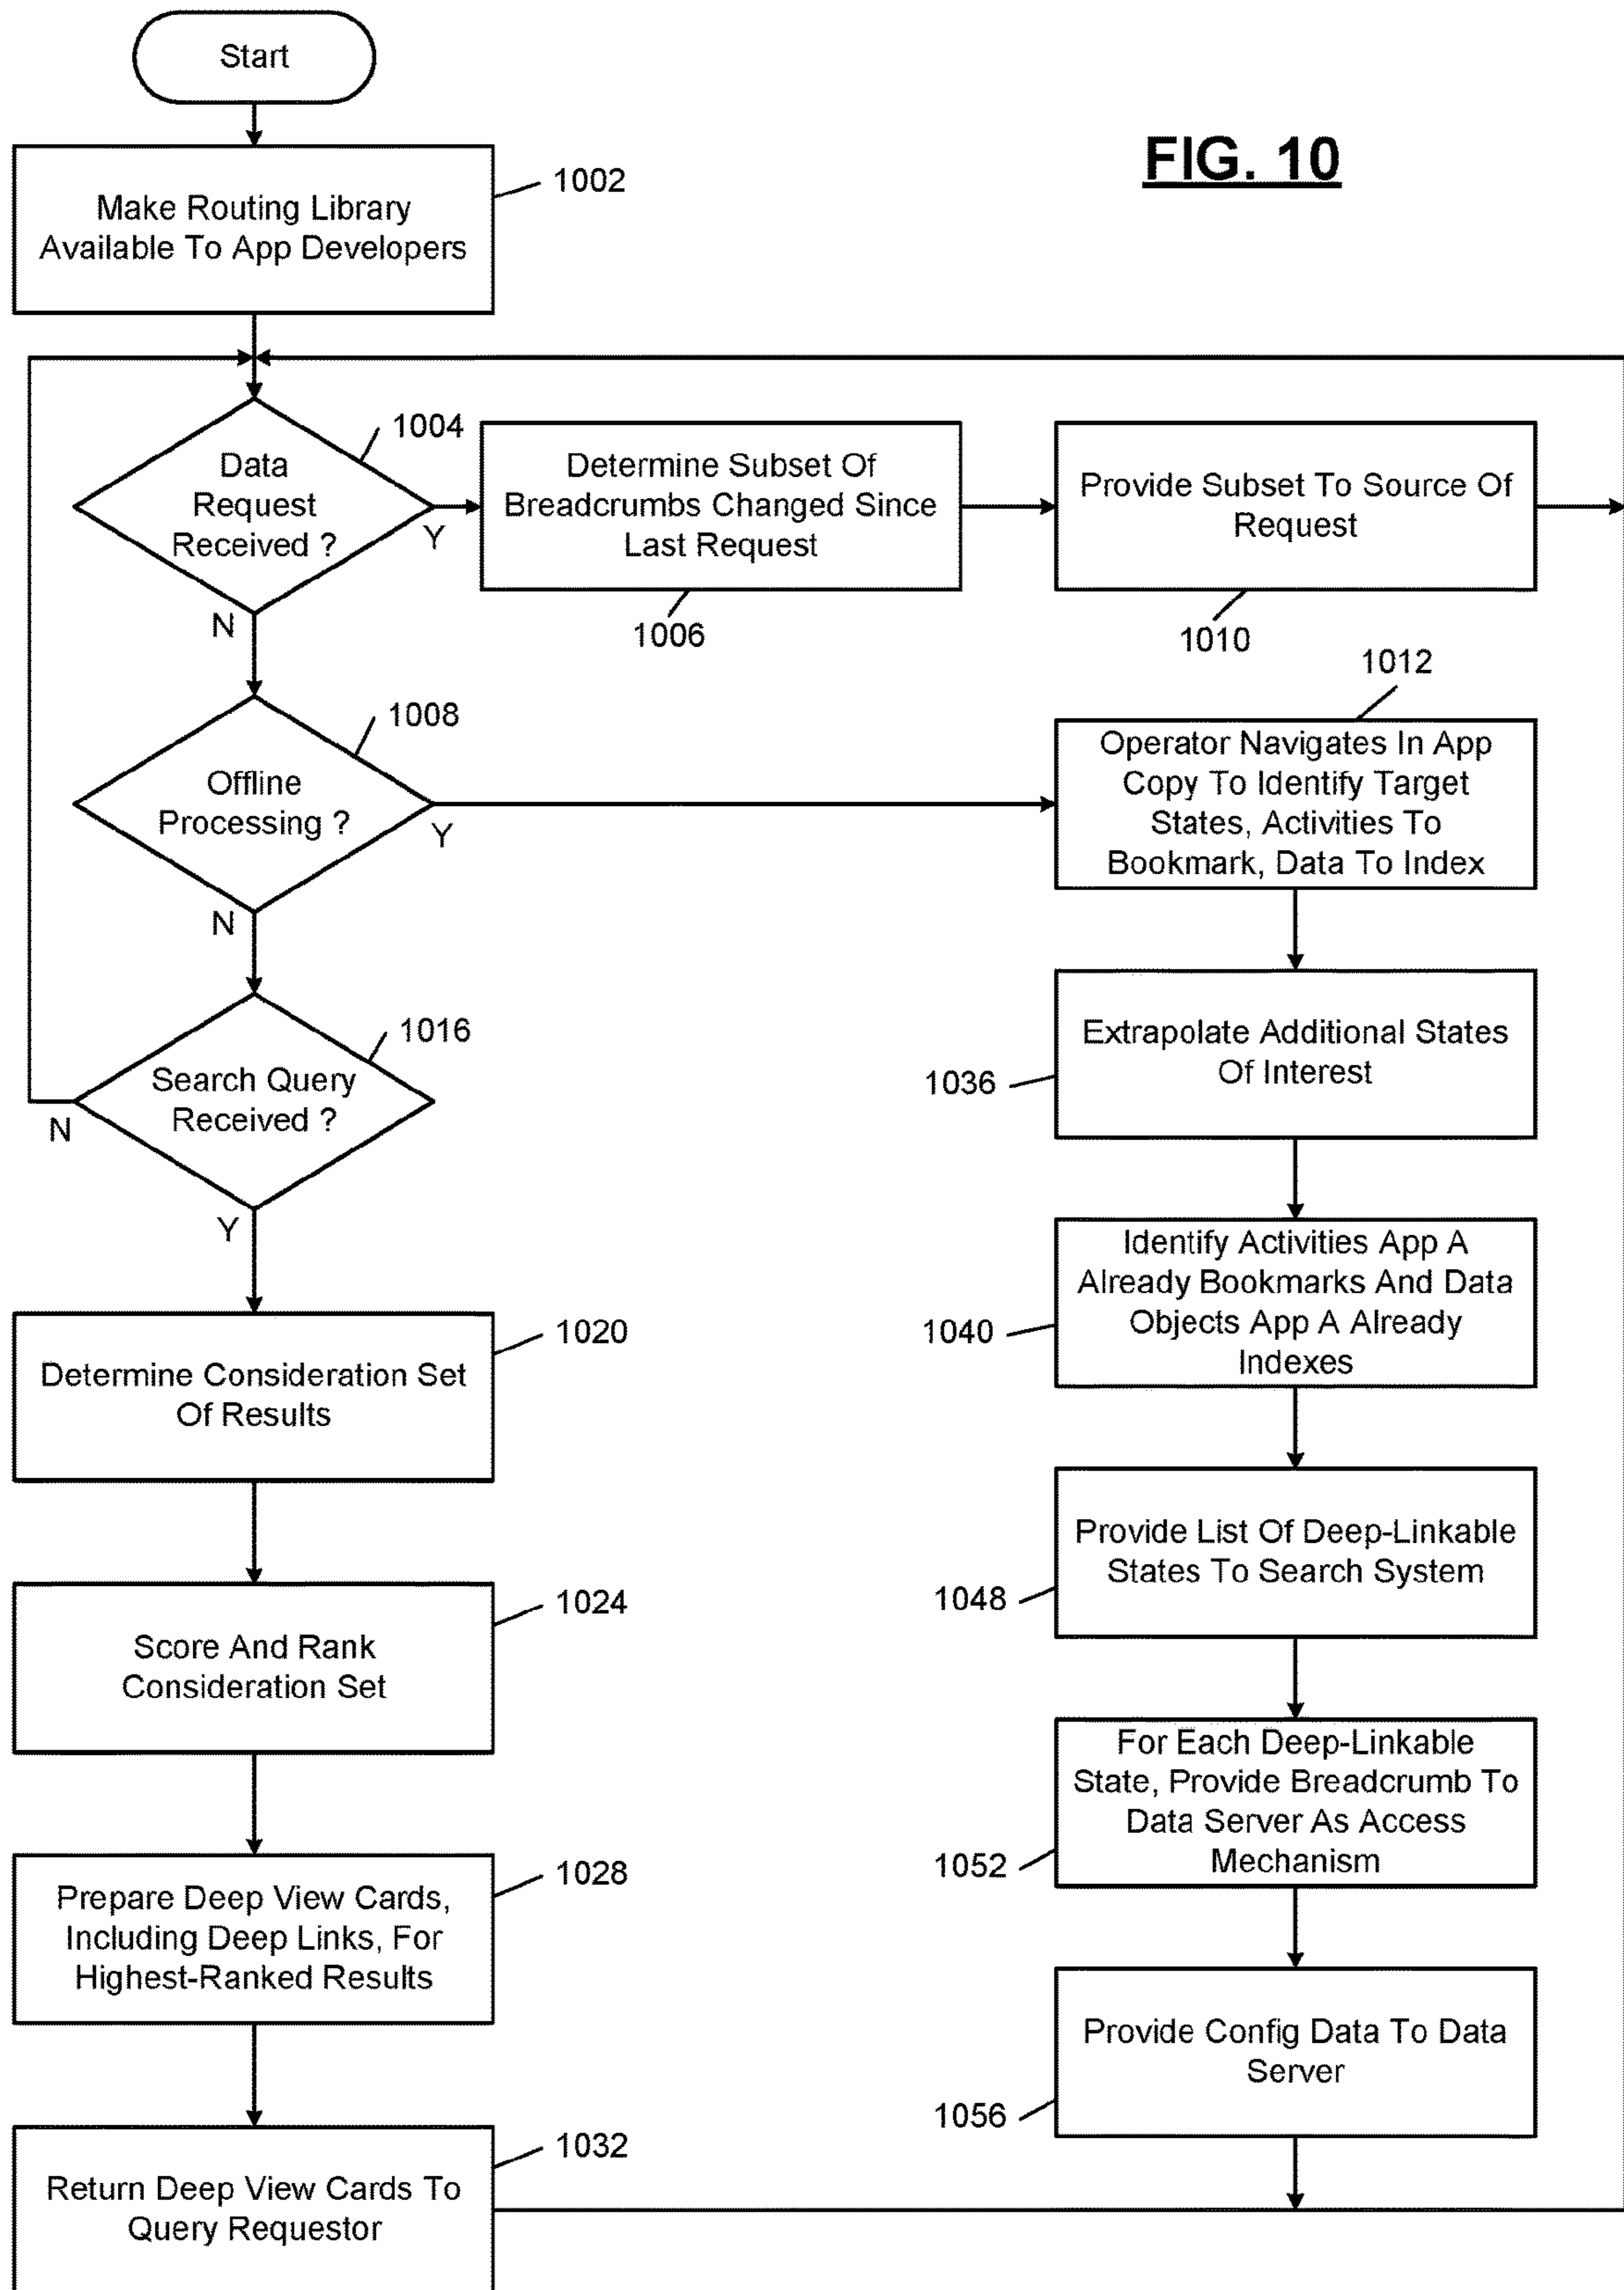 Start
FIG. 10
Make Routing Library
Available To App Developers
1002
Data
Request
Received ?
1004
Y
N
Determine Subset Of
Breadcrumbs Changed Since
Last Request
1006
Provide Subset To Source Of
Request
1010
Offline
Processing ?
1008
Y
N
1012
Operator Navigates In App
Copy To Identify Target
States, Activities To
Bookmark, Data To Index
Search Query
Received ?
1016
N
Y
Extrapolate Additional States
Of Interest
1036
Identify Activities App A
Already Bookmarks And Data
Objects App A Already
Indexes
1040
Determine Consideration Set
Of Results
1020
Provide List Of Deep-Linkable
States To Search System
1048
Score And Rank
Consideration Set
1024
For Each Deep-Linkable
State, Provide Breadcrumb To
Data Server As Access
Mechanism
1052
Prepare Deep View Cards,
Including Deep Links, For
Highest-Ranked Results
1028
Provide Config Data To Data
Server
1056
Return Deep View Cards To
Query Requestor
1032